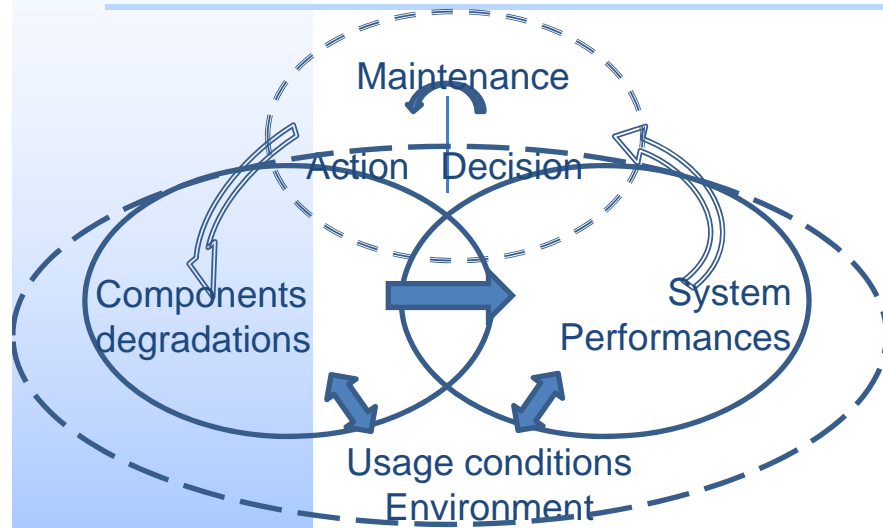 Maintenance
Action Decision
Components
degradations
System
Performances
Usage conditions
Environment